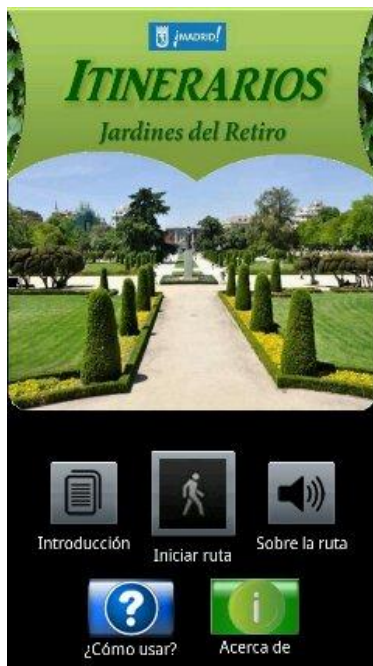 ¡MADRID!
ITINERARIOS
Jardines del Retiro
Introducción
Iniciar ruta
Sobre la ruta
¿Cómo usar?
Acerca de